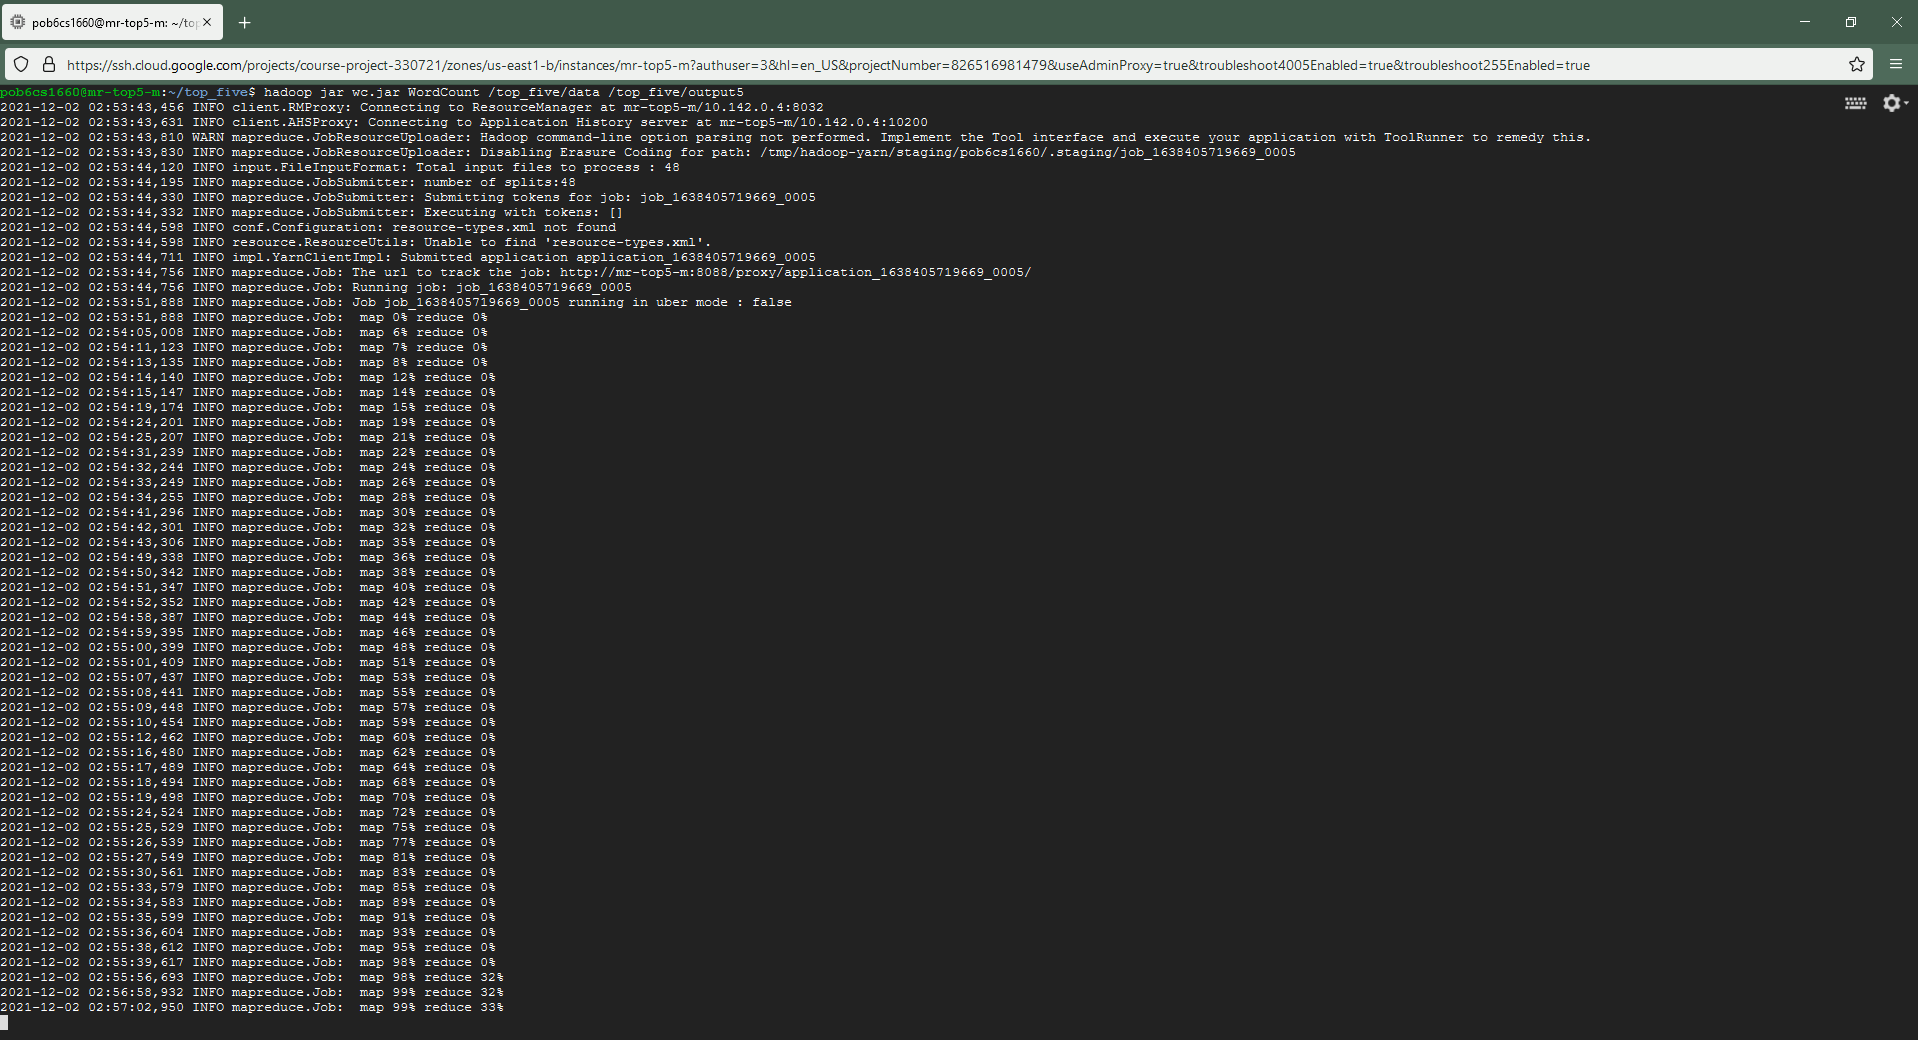 pob6cs1660@mr-top5-m: ~/top
https://ssh.cloud.google.com/projects/course-project-330721/zones/us-east1-b/instances/mr-top5-m?authuser=3&hl=en_US&projectNumber=826516981479&useAdminProxy=true&troubleshoot4005Enabled=true&troubleshoot255Enabled=true
pob6cs1660@mr-top5-m:~/top_five$ hadoop jar wc.jar WordCount /top_five/data /top_five/output5
2021-12-02 02:53:43,456 INFO client.RMProxy: Connecting to ResourceManager at mr-top5-m/10.142.0.4:8032
2021-12-02 02:53:43,631 INFO client.AHSProxy: Connecting to Application History server at mr-top5-m/10.142.0.4:10200
2021-12-02 02:53:43,810 WARN mapreduce.JobResourceUploader: Hadoop command-line option parsing not performed. Implement the Tool interface and execute your application with ToolRunner to remedy this.
2021-12-02 02:53:43,830 INFO mapreduce.JobResourceUploader: Disabling Erasure Coding for path: /tmp/hadoop-yarn/staging/pob6cs1660/.staging/job_1638405719669_0005
2021-12-02 02:53:44,120 INFO input.FileInputFormat: Total input files to process : 48
2021-12-02 02:53:44,195 INFO mapreduce.JobSubmitter: number of splits:48
2021-12-02 02:53:44,330 INFO mapreduce.JobSubmitter: Submitting tokens for job: job_1638405719669_0005
2021-12-02 02:53:44,332 INFO mapreduce.JobSubmitter: Executing with tokens: []
2021-12-02 02:53:44,598 INFO conf.Configuration: resource-types.xml not found
2021-12-02 02:53:44,598 INFO resource.ResourceUtils: Unable to find 'resource-types.xml'.
2021-12-02 02:53:44,711 INFO impl.YarnClientImpl: Submitted application application_1638405719669_0005
2021-12-02 02:53:44,756 INFO mapreduce.Job: The url to track the job: http://mr-top5-m:8088/proxy/application_1638405719669_0005/
2021-12-02 02:53:44,756 INFO mapreduce.Job: Running job: job_1638405719669_0005
2021-12-02 02:53:51,888 INFO mapreduce.Job: Job job_1638405719669_0005 running in uber mode : false
2021-12-02 02:53:51,888 INFO mapreduce.Job:  map 0% reduce 0%
2021-12-02 02:54:05,008 INFO mapreduce.Job:  map 6% reduce 0%
2021-12-02 02:54:11,123 INFO mapreduce.Job:  map 7% reduce 0%
2021-12-02 02:54:13,135 INFO mapreduce.Job:  map 8% reduce 0%
2021-12-02 02:54:14,140 INFO mapreduce.Job:  map 12% reduce 0%
2021-12-02 02:54:15,147 INFO mapreduce.Job:  map 14% reduce 0%
2021-12-02 02:54:19,174 INFO mapreduce.Job:  map 15% reduce 0%
2021-12-02 02:54:24,201 INFO mapreduce.Job:  map 19% reduce 0%
2021-12-02 02:54:25,207 INFO mapreduce.Job:  map 21% reduce 0%
2021-12-02 02:54:31,239 INFO mapreduce.Job:  map 22% reduce 0%
2021-12-02 02:54:32,244 INFO mapreduce.Job:  map 24% reduce 0%
2021-12-02 02:54:33,249 INFO mapreduce.Job:  map 26% reduce 0%
2021-12-02 02:54:34,255 INFO mapreduce.Job:  map 28% reduce 0%
2021-12-02 02:54:41,296 INFO mapreduce.Job:  map 30% reduce 0%
2021-12-02 02:54:42,301 INFO mapreduce.Job:  map 32% reduce 0%
2021-12-02 02:54:43,306 INFO mapreduce.Job:  map 35% reduce 0%
2021-12-02 02:54:49,338 INFO mapreduce.Job:  map 36% reduce 0%
2021-12-02 02:54:50,342 INFO mapreduce.Job:  map 38% reduce 0%
2021-12-02 02:54:51,347 INFO mapreduce.Job:  map 40% reduce 0%
2021-12-02 02:54:52,352 INFO mapreduce.Job:  map 42% reduce 0%
2021-12-02 02:54:58,387 INFO mapreduce.Job:  map 44% reduce 0%
2021-12-02 02:54:59,395 INFO mapreduce.Job:  map 46% reduce 0%
2021-12-02 02:55:00,399 INFO mapreduce.Job:  map 48% reduce 0%
2021-12-02 02:55:01,409 INFO mapreduce.Job:  map 51% reduce 0%
2021-12-02 02:55:07,437 INFO mapreduce.Job:  map 53% reduce 0%
2021-12-02 02:55:08,441 INFO mapreduce.Job:  map 55% reduce 0%
2021-12-02 02:55:09,448 INFO mapreduce.Job:  map 57% reduce 0%
2021-12-02 02:55:10,454 INFO mapreduce.Job:  map 59% reduce 0%
2021-12-02 02:55:12,462 INFO mapreduce.Job:  map 60% reduce 0%
2021-12-02 02:55:16,480 INFO mapreduce.Job:  map 62% reduce 0%
2021-12-02 02:55:17,489 INFO mapreduce.Job:  map 64% reduce 0%
2021-12-02 02:55:18,494 INFO mapreduce.Job:  map 68% reduce 0%
2021-12-02 02:55:19,498 INFO mapreduce.Job:  map 70% reduce 0%
2021-12-02 02:55:24,524 INFO mapreduce.Job:  map 72% reduce 0%
2021-12-02 02:55:25,529 INFO mapreduce.Job:  map 75% reduce 0%
2021-12-02 02:55:26,539 INFO mapreduce.Job:  map 77% reduce 0%
2021-12-02 02:55:27,549 INFO mapreduce.Job:  map 81% reduce 0%
2021-12-02 02:55:30,561 INFO mapreduce.Job:  map 83% reduce 0%
2021-12-02 02:55:33,579 INFO mapreduce.Job:  map 85% reduce 0%
2021-12-02 02:55:34,583 INFO mapreduce.Job:  map 89% reduce 0%
2021-12-02 02:55:35,599 INFO mapreduce.Job:  map 91% reduce 0%
2021-12-02 02:55:36,604 INFO mapreduce.Job:  map 93% reduce 0%
2021-12-02 02:55:38,612 INFO mapreduce.Job:  map 95% reduce 0%
2021-12-02 02:55:39,617 INFO mapreduce.Job:  map 98% reduce 0%
2021-12-02 02:55:56,693 INFO mapreduce.Job:  map 98% reduce 32%
2021-12-02 02:56:58,932 INFO mapreduce.Job:  map 99% reduce 32%
2021-12-02 02:57:02,950 INFO mapreduce.Job:  map 99% reduce 33%